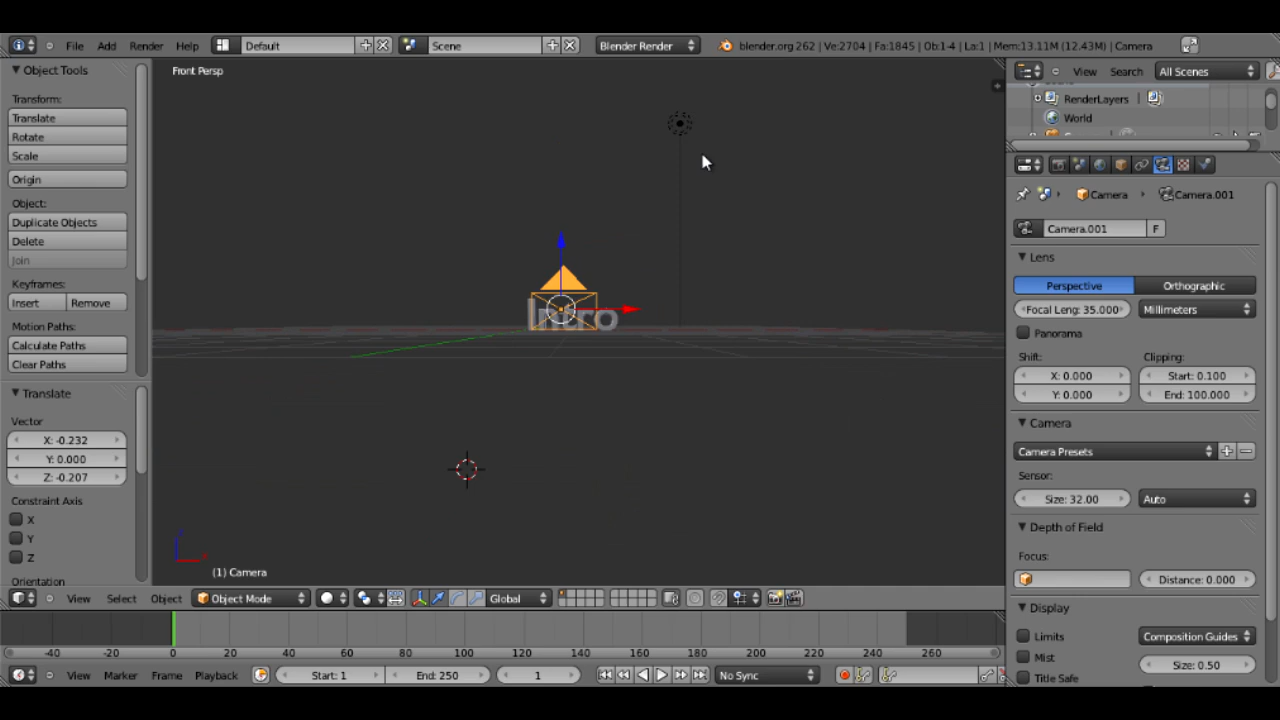 File Add Render Help Default Scene Blender Render blender.org 262 | Ve:2704 | Fa:1845 | Ob:1-4 | La:1 | Mem:13.11M (12.43M) | Camera
Object Tools
Transform:
Translate
Rotate
Scale
Origin
Object:
Duplicate Objects
Delete
Join
Keyframes:
Insert Remove
Motion Paths:
Calculate Paths
Clear Paths
Translate
Vector
X: -0.232
Y: 0.000
Z: -0.207
Constraint Axis
X
Y
Z
Orientation
Front Persp
Intro
(1) Camera
View Select Object Object Mode Global
-40 -20 0 20 40 60 80 100 120 140 160 180 200 220 240 260
View Marker Frame Playback Start: 1 End: 250 1 No Sync
View Search All Scenes
RenderLayers |
World
Camera Camera.001
Camera.001 F
Lens
Perspective Orthographic
Focal Len: 35.000 Millimeters
Panorama
Shift: Clipping:
X: 0.000 Start: 0.100
Y: 0.000 End: 100.000
Camera
Camera Presets
Sensor:
Size: 32.00 Auto
Depth of Field
Focus:
Distance: 0.000
Display
Limits Composition Guides
Mist Size: 0.50
Title Safe